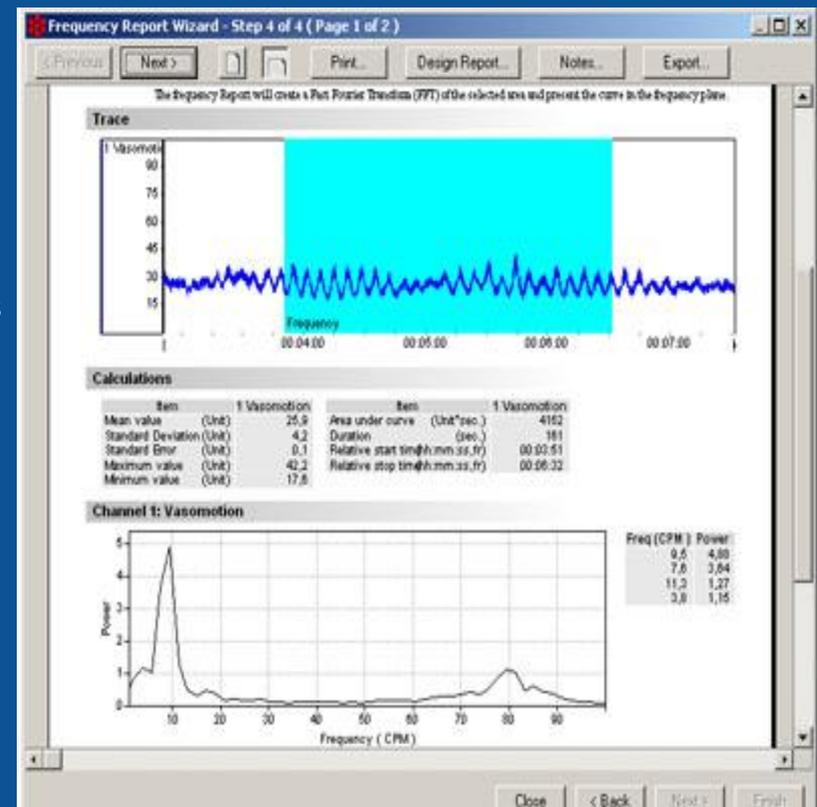 Frequency Report Wizard - Step 4 of 4 ( Page 1 of 2 )
< Previous Next > Print... Design Report... Notes... Export...
The frequency Report will create a Fast Fourier Transform (FFT) of the selected area and present the curve in the frequency plane.
Trace
1 Vasomoti
90
75
60
45
30
15
Frequency
00:04:00 00:05:00 00:06:00 00:07:00
Calculations
Item 1 Vasomotion Item 1 Vasomotion
Mean value (Unit) 25,9 Area under curve (Unit*sec.) 4162
Standard Deviation (Unit) 4,2 Duration (sec.) 161
Standard Error (Unit) 0,1 Relative start time (hh:mm:ss,fr) 00:03:51
Maximum value (Unit) 42,2 Relative stop time (hh:mm:ss,fr) 00:06:32
Minimum value (Unit)
Channel 1: Vasomotion
Freq (CPM ) Power
9,5 4,88
7,6 3,64
11,3 1,27
3,8 1,15
Power
5
4
3
2
1
0
10 20 30 40 50 60 70 80 90
Frequency ( CPM )
Close < Back Next > Finish